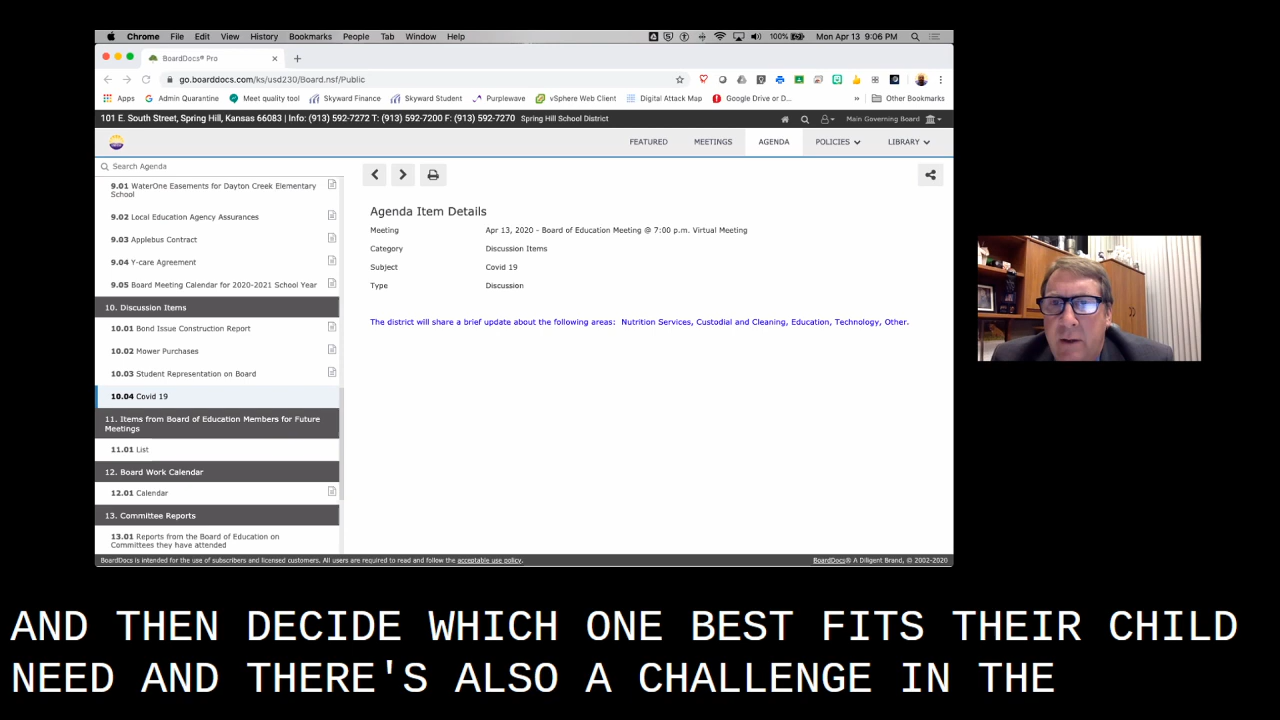 Chrome File Edit View History Bookmarks People Tab Window Help 100% Mon Apr 13 9:06 PM
BoardDocs® Pro
go.boarddocs.com/ks/usd230/Board.nsf/Public
Apps Admin Quarantine Meet quality tool Skyward Finance Skyward Student Purplewave vSphere Web Client Digital Attack Map Google Drive or D... » Other Bookmarks
101 E. South Street, Spring Hill, Kansas 66083 | Info: (913) 592-7272 T: (913) 592-7200 F: (913) 592-7270 Spring Hill School District Main Governing Board
FEATURED MEETINGS AGENDA POLICIES LIBRARY
Search Agenda
9.01 WaterOne Easements for Dayton Creek Elementary
School
9.02 Local Education Agency Assurances
9.03 Applebus Contract
9.04 Y-care Agreement
9.05 Board Meeting Calendar for 2020-2021 School Year
10. Discussion Items
10.01 Bond Issue Construction Report
10.02 Mower Purchases
10.03 Student Representation on Board
10.04 Covid 19
11. Items from Board of Education Members for Future
Meetings
11.01 List
12. Board Work Calendar
12.01 Calendar
13. Committee Reports
13.01 Reports from the Board of Education on
Committees they have attended
Agenda Item Details
Meeting Apr 13, 2020 - Board of Education Meeting @ 7:00 p.m. Virtual Meeting
Category Discussion Items
Subject Covid 19
Type Discussion
The district will share a brief update about the following areas: Nutrition Services, Custodial and Cleaning, Education, Technology, Other.
BoardDocs is intended for the use of subscribers and licensed customers. All users are required to read and follow the acceptable use policy. BoardDocs® A Diligent Brand, © 2002-2020
AND THEN DECIDE WHICH ONE BEST FITS THEIR CHILD
NEED AND THERE'S ALSO A CHALLENGE IN THE